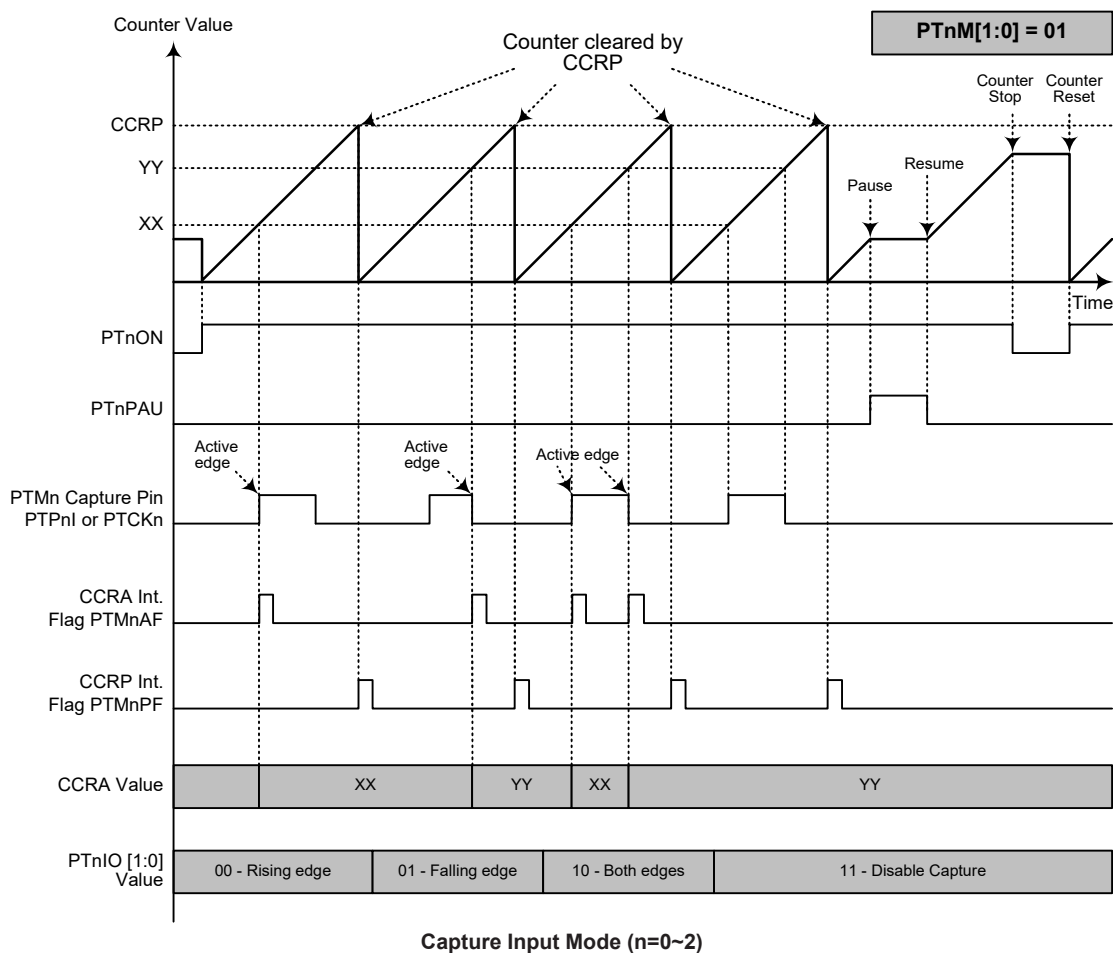 Counter Value
Counter cleared by
CCRP
PTnM[1:0] = 01
Counter
Stop
Counter
Reset
CCRP
YY
XX
Pause
Resume
Time
PTnON
PTnPAU
Active
edge
Active
edge
Active edge
PTMn Capture Pin
PTPnI or PTCKn
CCRA Int.
Flag PTMnAF
CCRP Int.
Flag PTMnPF
CCRA Value
XX
YY
XX
YY
PTnIO [1:0]
Value
00 - Rising edge
01 - Falling edge
10 - Both edges
11 - Disable Capture
Capture Input Mode (n=0~2)